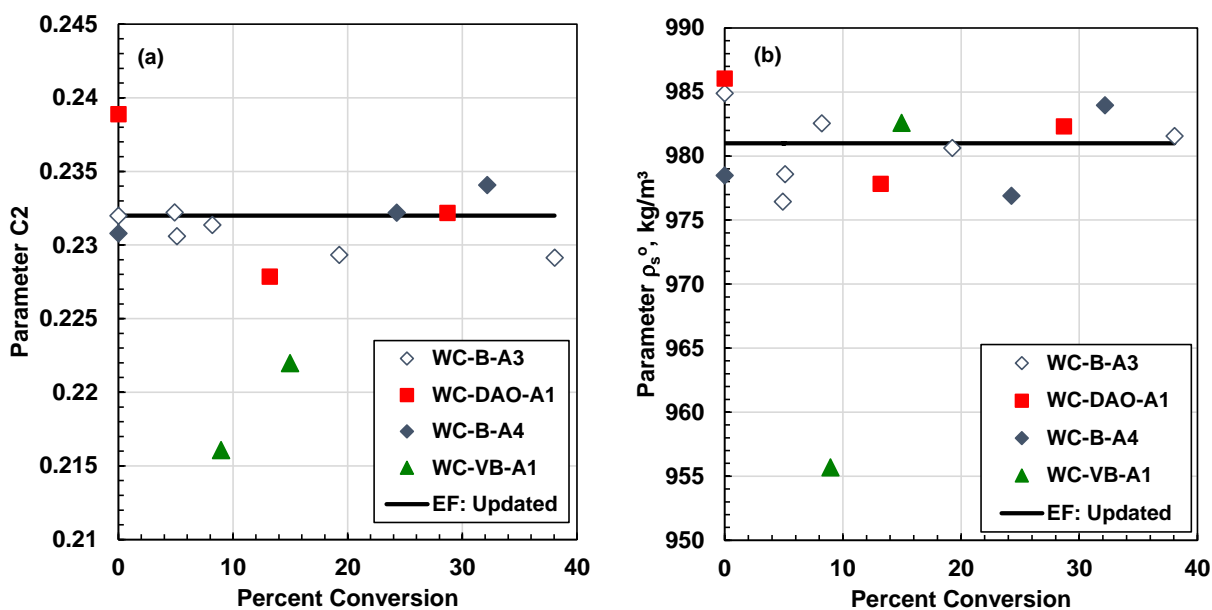 (a)
Parameter C2
0.245
0.24
0.235
0.23
0.225
0.22
0.215
0.21
0
10
20
30
40
Percent Conversion
WC-B-A3
WC-DAO-A1
WC-B-A4
WC-VB-A1
EF: Updated
(b)
Parameter ρₛᵒ, kg/m³
990
985
980
975
970
965
960
955
950
0
10
20
30
40
Percent Conversion
WC-B-A3
WC-DAO-A1
WC-B-A4
WC-VB-A1
EF: Updated